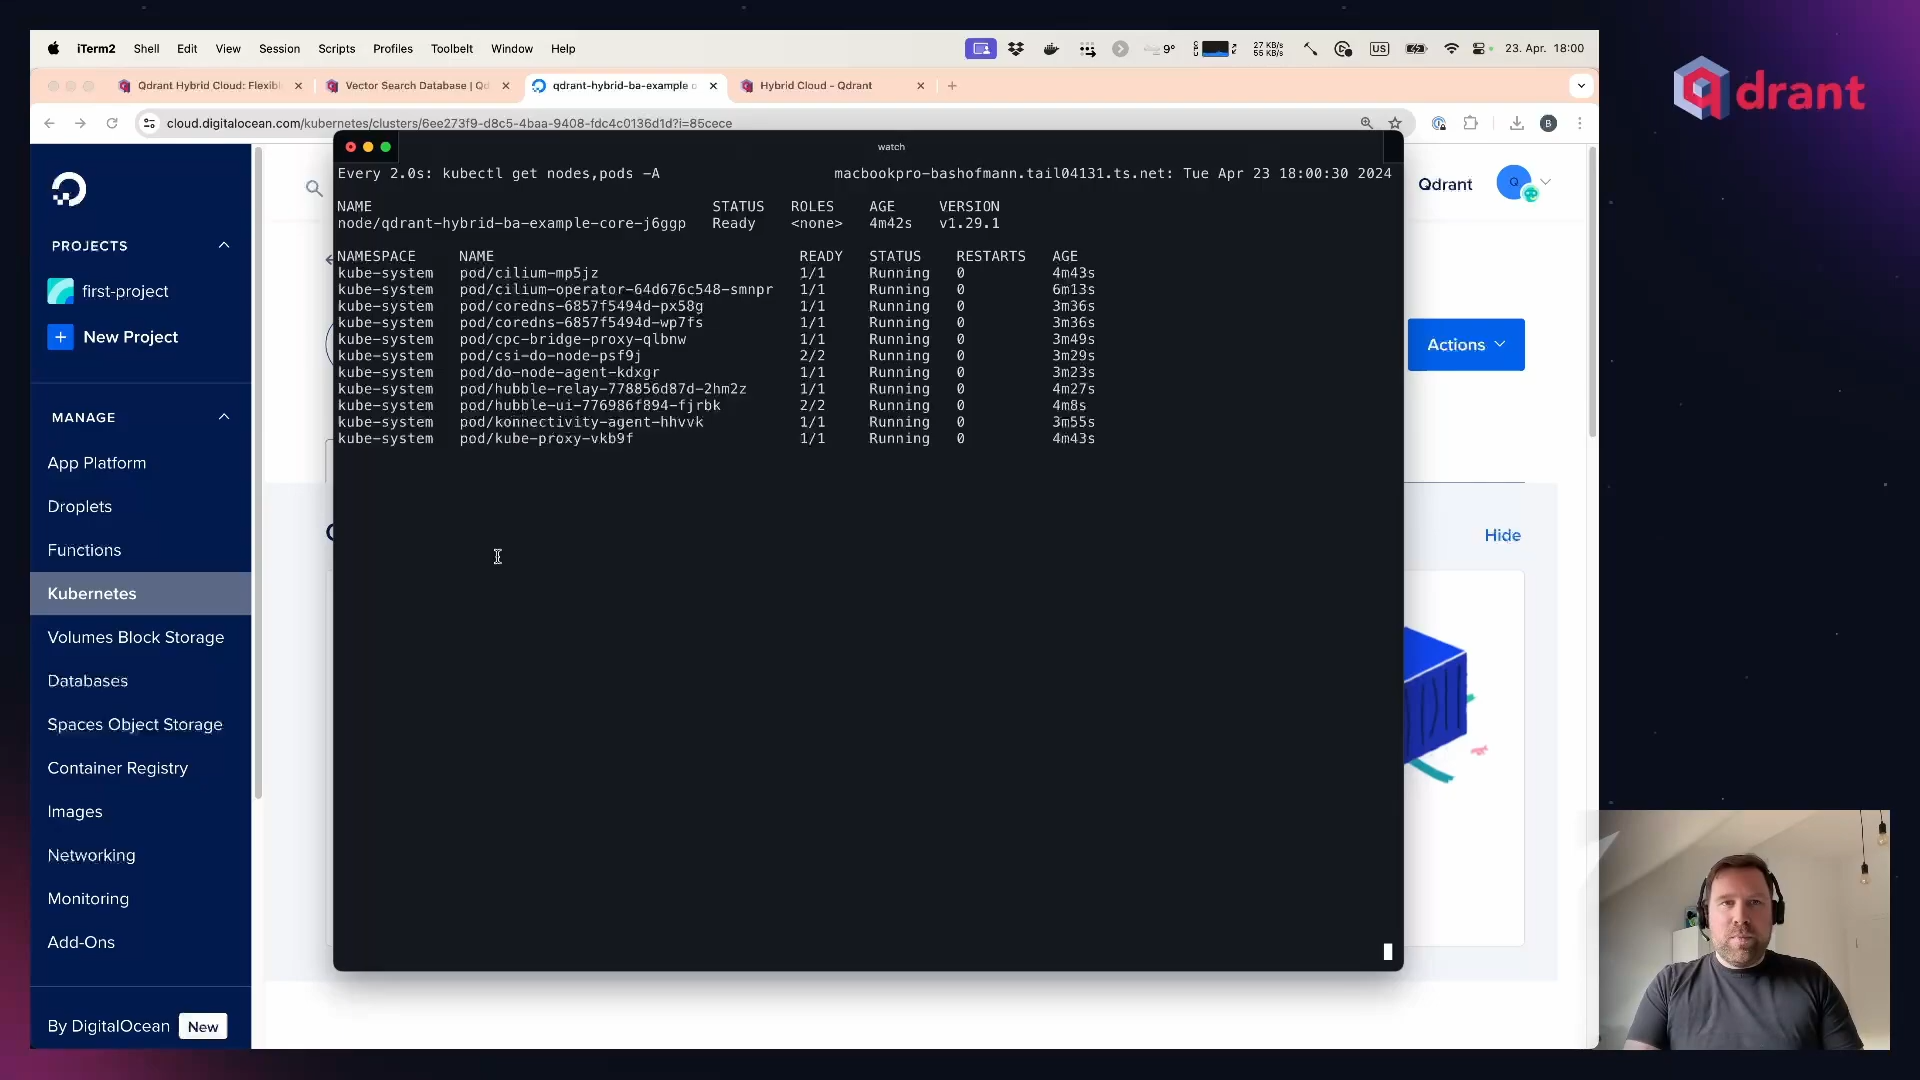 iTerm2 Shell Edit View Session Scripts Profiles Toolbelt Window Help
9° 27 KB/s 55 KB/s US 23. Apr. 18:00
Qdrant Hybrid Cloud: Flexibl
Vector Search Database | Qd
qdrant-hybrid-ba-example
Hybrid Cloud - Qdrant
cloud.digitalocean.com/kubernetes/clusters/6ee273f9-d8c5-4baa-9408-fdc4c0136d1d?i=85cece
B
qdrant
watch
Every 2.0s: kubectl get nodes,pods -A macbookpro-bashofmann.tail04131.ts.net: Tue Apr 23 18:00:30 2024
NAME STATUS ROLES AGE VERSION
node/qdrant-hybrid-ba-example-core-j6ggp Ready <none> 4m42s v1.29.1
NAMESPACE NAME READY STATUS RESTARTS AGE
kube-system pod/cilium-mp5jz 1/1 Running 0 4m43s
kube-system pod/cilium-operator-64d676c548-smnpr 1/1 Running 0 6m13s
kube-system pod/coredns-6857f5494d-px58g 1/1 Running 0 3m36s
kube-system pod/coredns-6857f5494d-wp7fs 1/1 Running 0 3m36s
kube-system pod/cpc-bridge-proxy-qlbnw 1/1 Running 0 3m49s
kube-system pod/csi-do-node-psf9j 2/2 Running 0 3m29s
kube-system pod/do-node-agent-kdxgr 1/1 Running 0 3m23s
kube-system pod/hubble-relay-778856d87d-2hm2z 1/1 Running 0 4m27s
kube-system pod/hubble-ui-776986f894-fjrbk 2/2 Running 0 4m8s
kube-system pod/konnectivity-agent-hhvvk 1/1 Running 0 3m55s
kube-system pod/kube-proxy-vkb9f 1/1 Running 0 4m43s
PROJECTS
first-project
New Project
MANAGE
App Platform
Droplets
Functions
Kubernetes
Volumes Block Storage
Databases
Spaces Object Storage
Container Registry
Images
Networking
Monitoring
Add-Ons
By DigitalOcean New
Qdrant Q
Actions
Hide